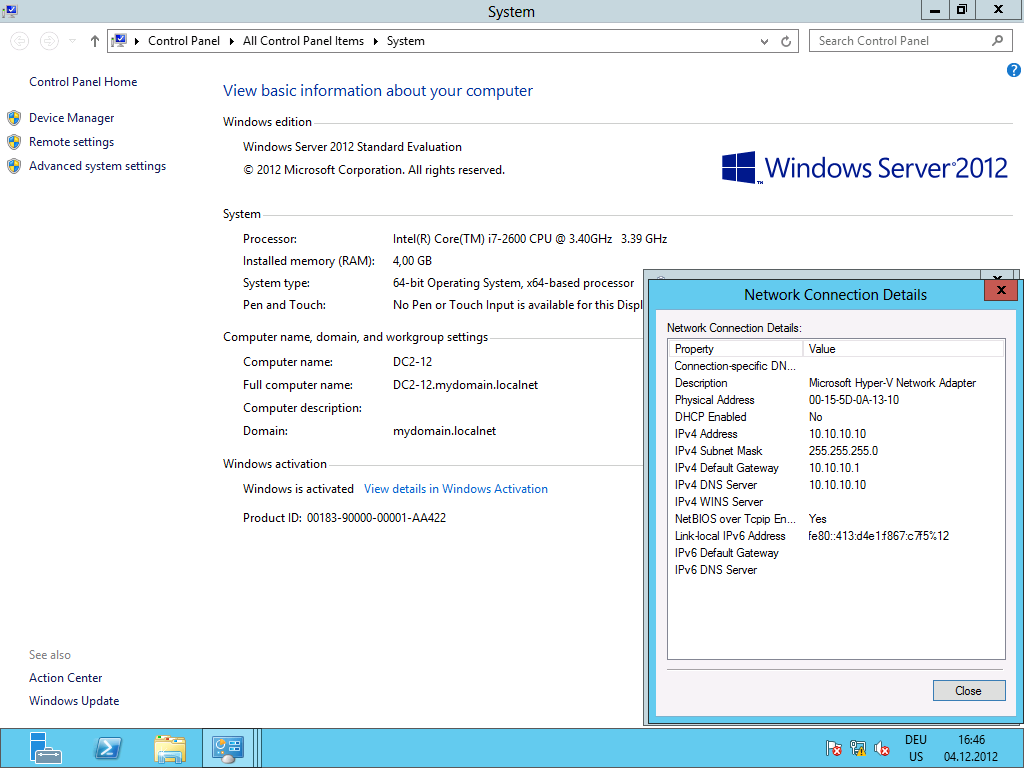 System
Control Panel All Control Panel Items System
Search Control Panel
Control Panel Home
Device Manager
Remote settings
Advanced system settings
View basic information about your computer
Windows edition
Windows Server 2012 Standard Evaluation
© 2012 Microsoft Corporation. All rights reserved.
Windows Server 2012
System
Processor: Intel(R) Core(TM) i7-2600 CPU @ 3.40GHz 3.39 GHz
Installed memory (RAM): 4,00 GB
System type: 64-bit Operating System, x64-based processor
Pen and Touch: No Pen or Touch Input is available for this Displ
Computer name, domain, and workgroup settings
Computer name: DC2-12
Full computer name: DC2-12.mydomain.localnet
Computer description:
Domain: mydomain.localnet
Windows activation
Windows is activated View details in Windows Activation
Product ID: 00183-90000-00001-AA422
See also
Action Center
Windows Update
Network Connection Details
Network Connection Details:
Property Value
Connection-specific DN...
Description Microsoft Hyper-V Network Adapter
Physical Address 00-15-5D-0A-13-10
DHCP Enabled No
IPv4 Address 10.10.10.10
IPv4 Subnet Mask 255.255.255.0
IPv4 Default Gateway 10.10.10.1
IPv4 DNS Server 10.10.10.10
IPv4 WINS Server
NetBIOS over Tcpip En... Yes
Link-local IPv6 Address fe80::413:d4e1:f867:c7f5%12
IPv6 Default Gateway
IPv6 DNS Server
Close
DEU
US
16:46
04.12.2012